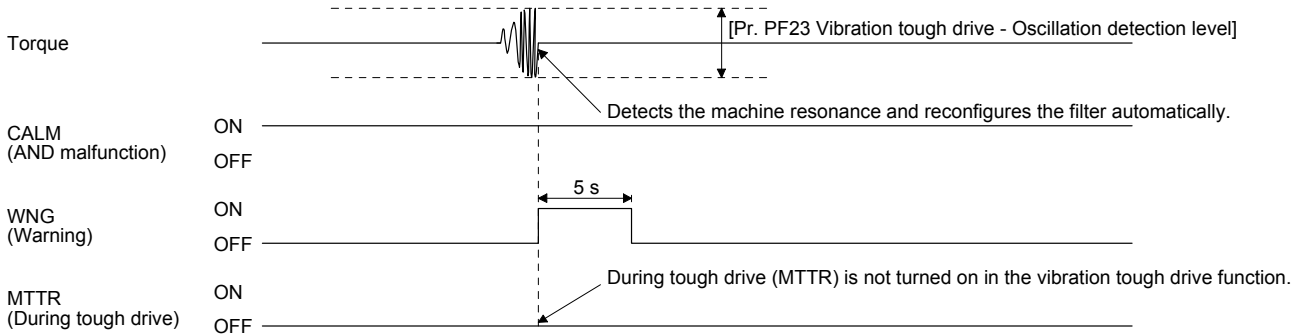 [Pr. PF23 Vibration tough drive - Oscillation detection level]
Torque
Detects the machine resonance and reconfigures the filter automatically.
CALM
(AND malfunction)
ON
OFF
5 s
WNG
(Warning)
ON
OFF
During tough drive (MTTR) is not turned on in the vibration tough drive function.
MTTR
(During tough drive)
ON
OFF